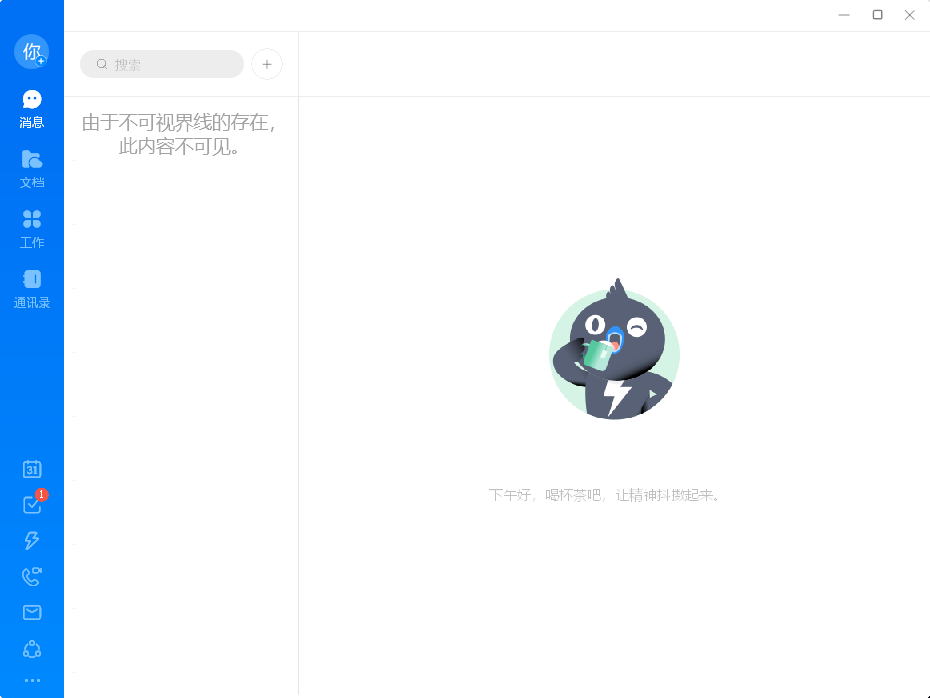 你
搜索
消息
文档
工作
通讯录
31
1
由于不可视界线的存在，
此内容不可见。
下午好，喝杯茶吧，让精神抖擞起来。